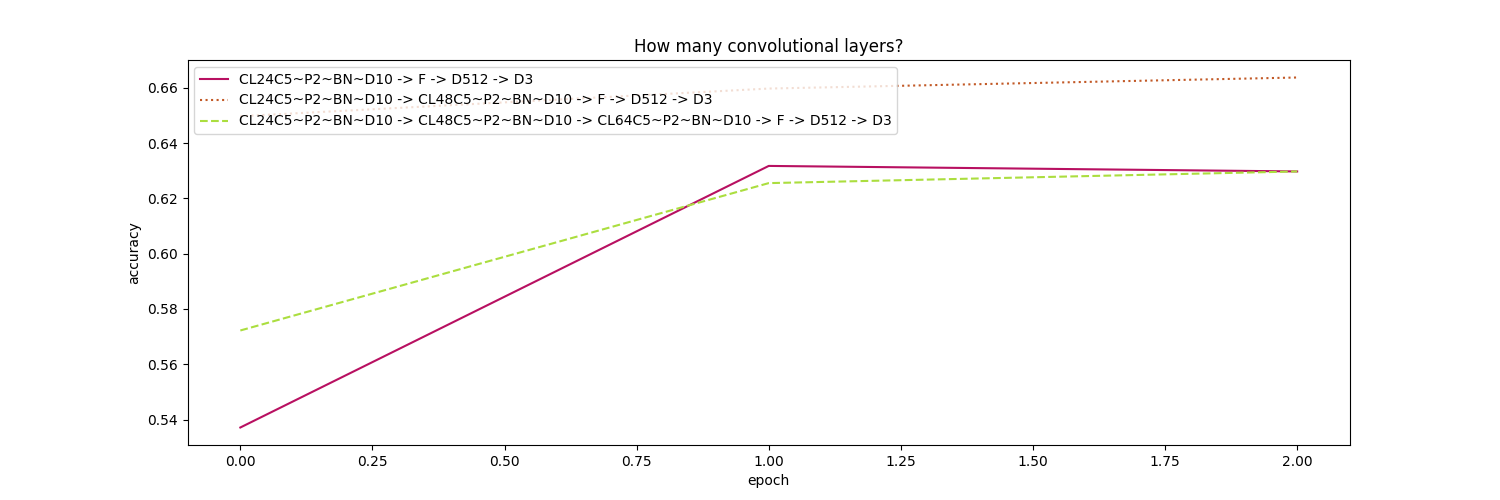 How many convolutional layers?
CL24C5~P2~BN~D10 -> F -> D512 -> D3
CL24C5~P2~BN~D10 -> CL48C5~P2~BN~D10 -> F -> D512 -> D3
CL24C5~P2~BN~D10 -> CL48C5~P2~BN~D10 -> CL64C5~P2~BN~D10 -> F -> D512 -> D3
0.66
0.64
0.62
0.60
0.58
0.56
0.54
accuracy
0.00 0.25 0.50 0.75 1.00 1.25 1.50 1.75 2.00
epoch